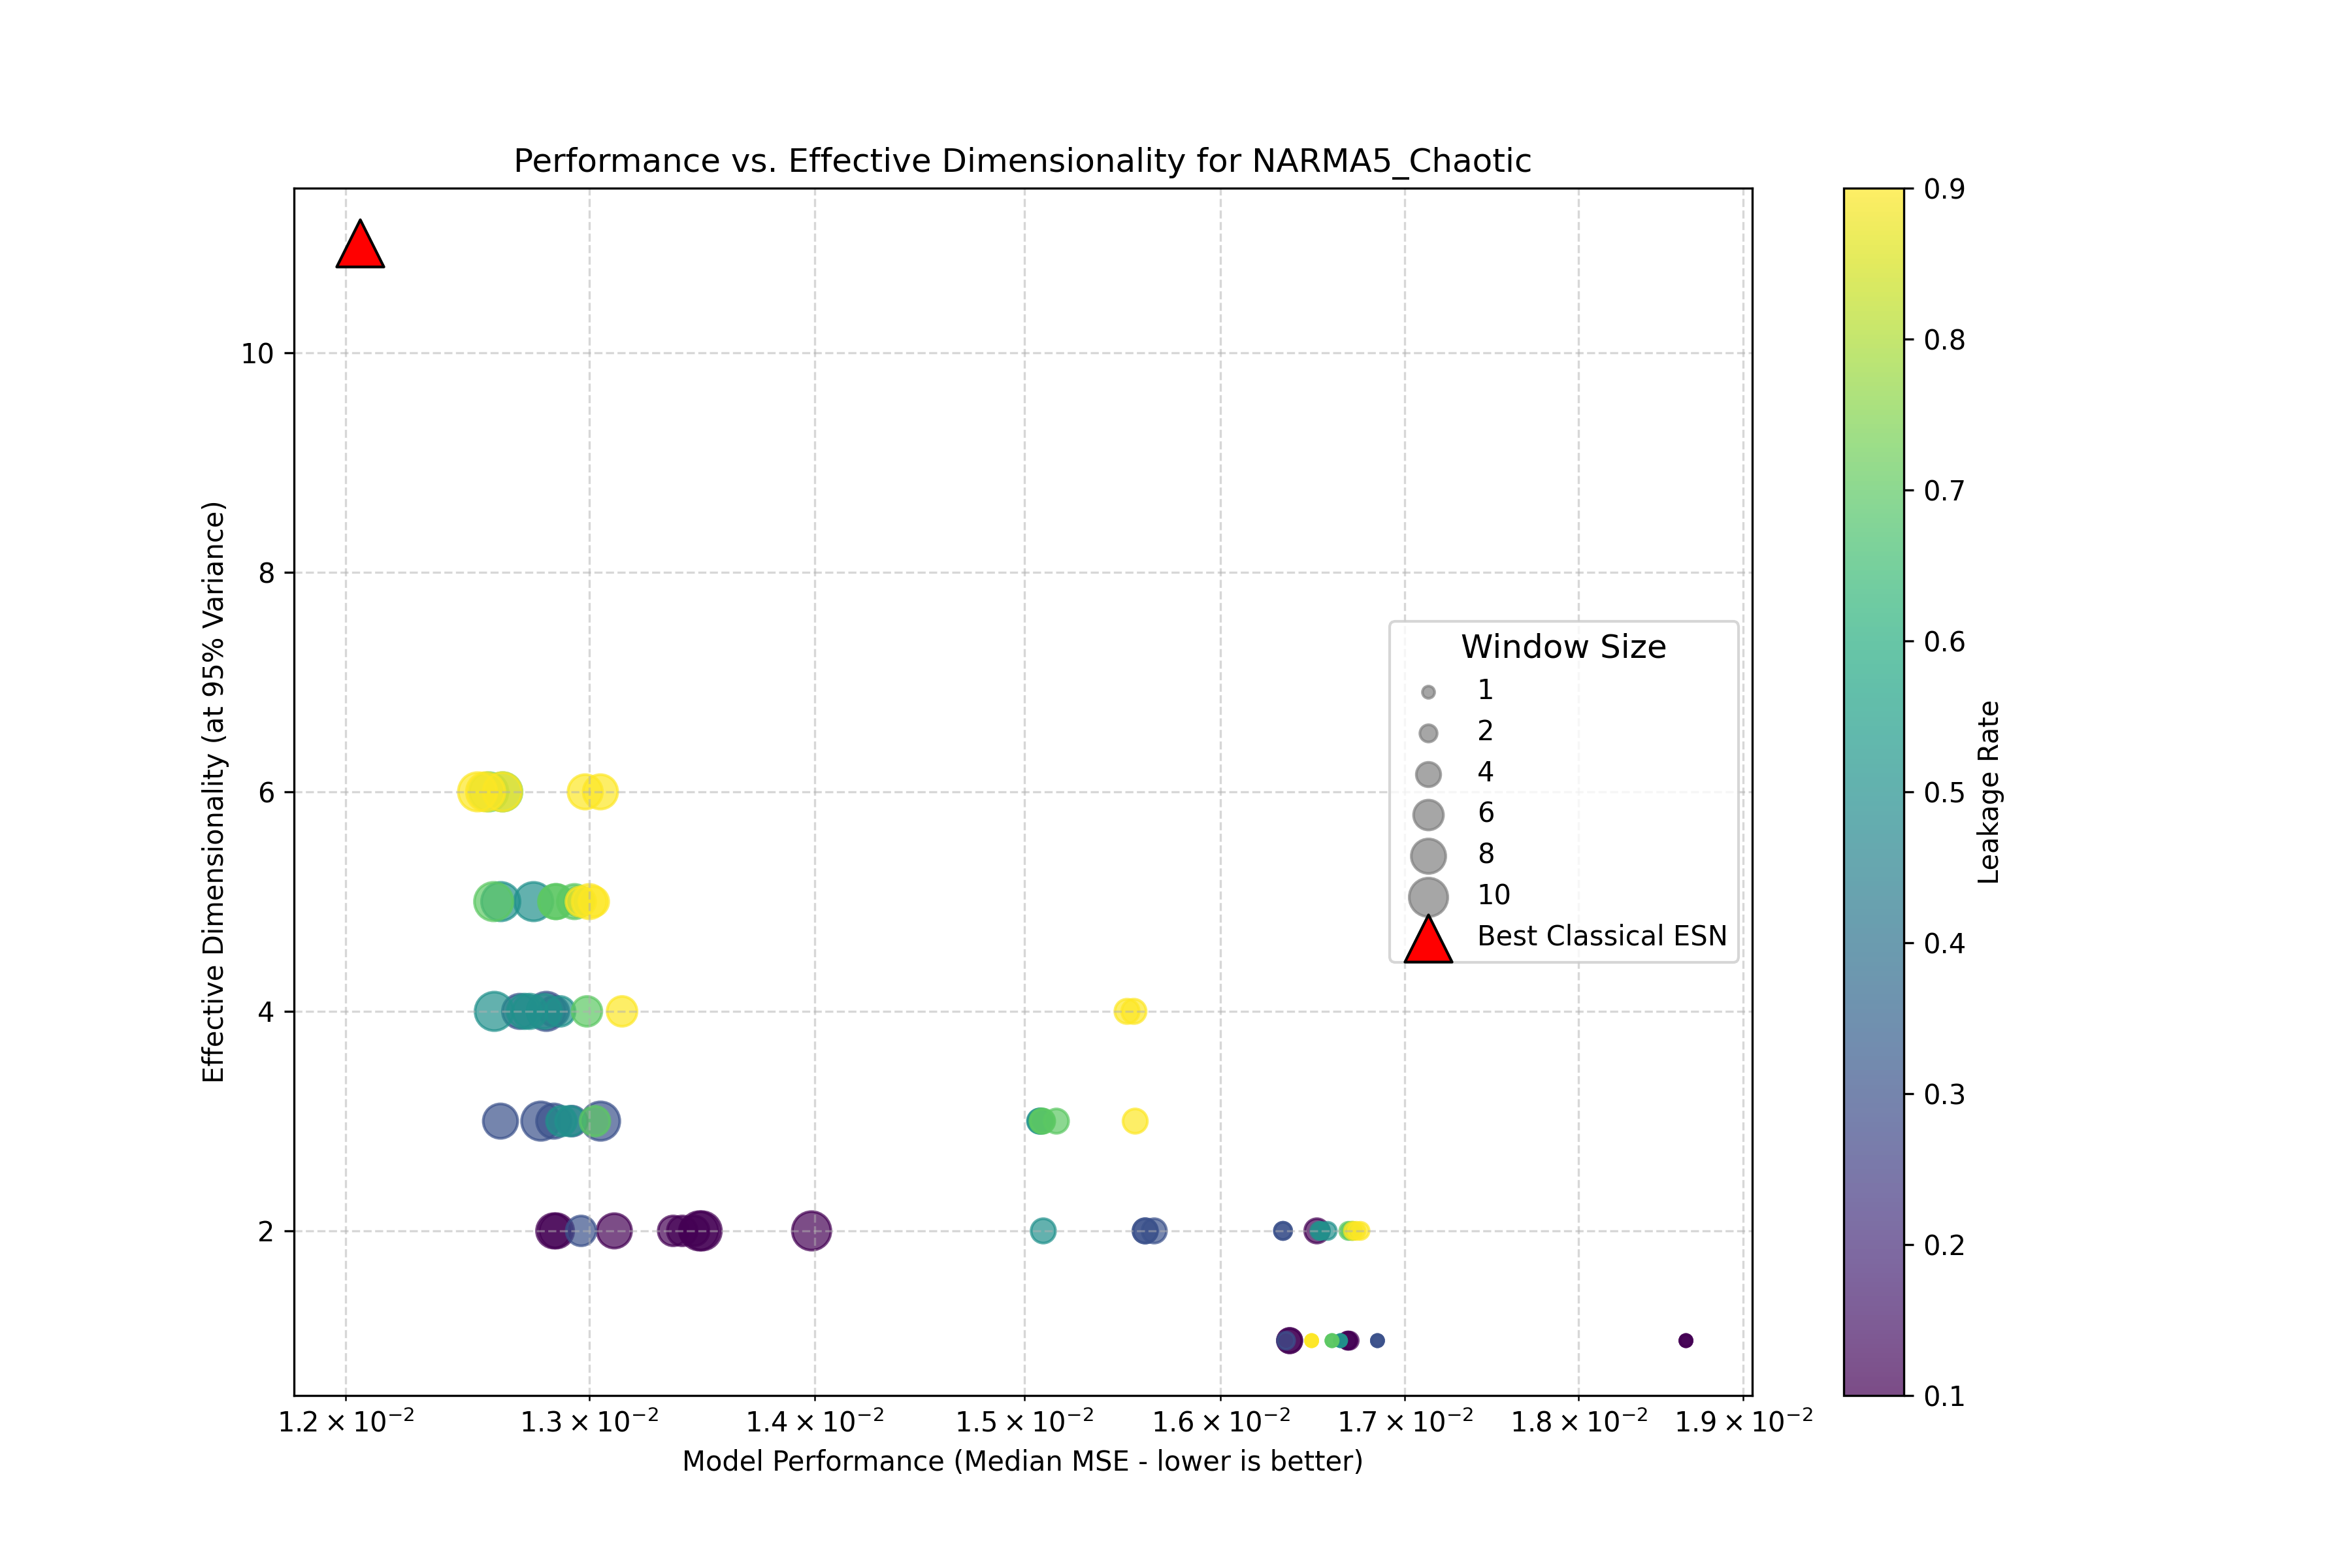 Performance vs. Effective Dimensionality for NARMA5_Chaotic
Effective Dimensionality (at 95% Variance)
10
8
6
4
2
Window Size
1
2
4
6
8
10
Best Classical ESN
1.2 × 10⁻²
1.3 × 10⁻²
1.4 × 10⁻²
1.5 × 10⁻²
1.6 × 10⁻²
1.7 × 10⁻²
1.8 × 10⁻²
1.9 × 10⁻²
Model Performance (Median MSE - lower is better)
0.9
0.8
0.7
0.6
0.5
0.4
0.3
0.2
0.1
Leakage Rate